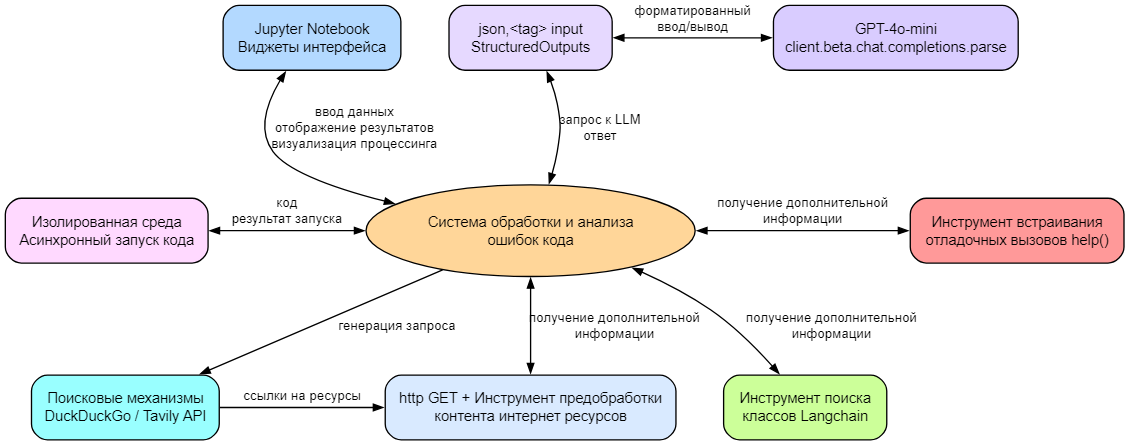 Jupyter Notebook
Виджеты интерфейса
json,<tag> input
StructuredOutputs
форматированный
ввод/вывод
GPT-4o-mini
client.beta.chat.completions.parse
ввод данных
отображение результатов
визуализация процессинга
запрос к LLM
ответ
Изолированная среда
Асинхронный запуск кода
код
результат запуска
Система обработки и анализа
ошибок кода
получение дополнительной
информации
Инструмент встраивания
отладочных вызовов help()
генерация запроса
получение дополнительной
информации
получение дополнительной
информации
Поисковые механизмы
DuckDuckGo / Tavily API
ссылки на ресурсы
http GET + Инструмент предобработки
контента интернет ресурсов
Инструмент поиска
классов Langchain